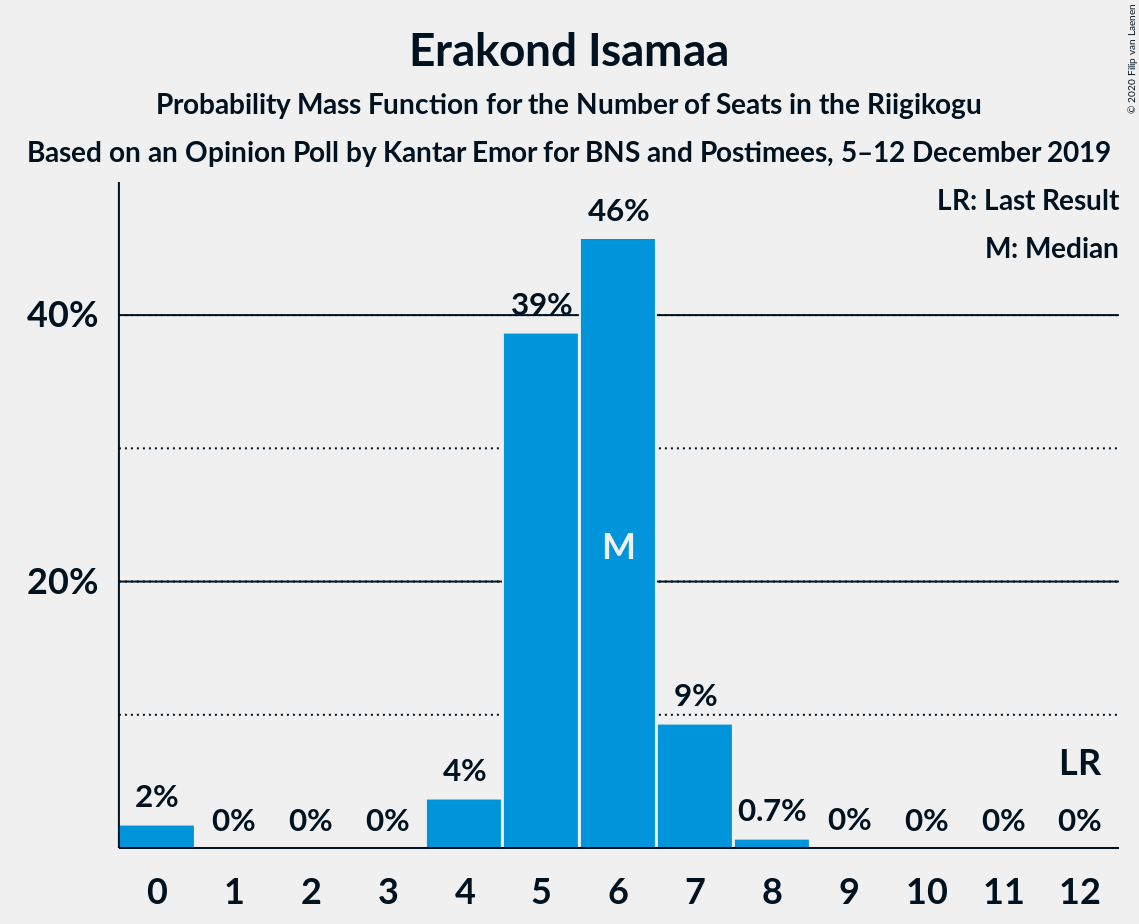 © 2020 Filip van Laenen
Erakond Isamaa
Probability Mass Function for the Number of Seats in the Riigikogu
Based on an Opinion Poll by Kantar Emor for BNS and Postimees, 5–12 December 2019
LR: Last Result
M: Median
46%
39%
40%
M
20%
9%
LR
4%
2%
0%
0%
0%
0.7%
0%
0%
0%
0%
0 1 2 3 4 5 6 7 8 9 10 11 12